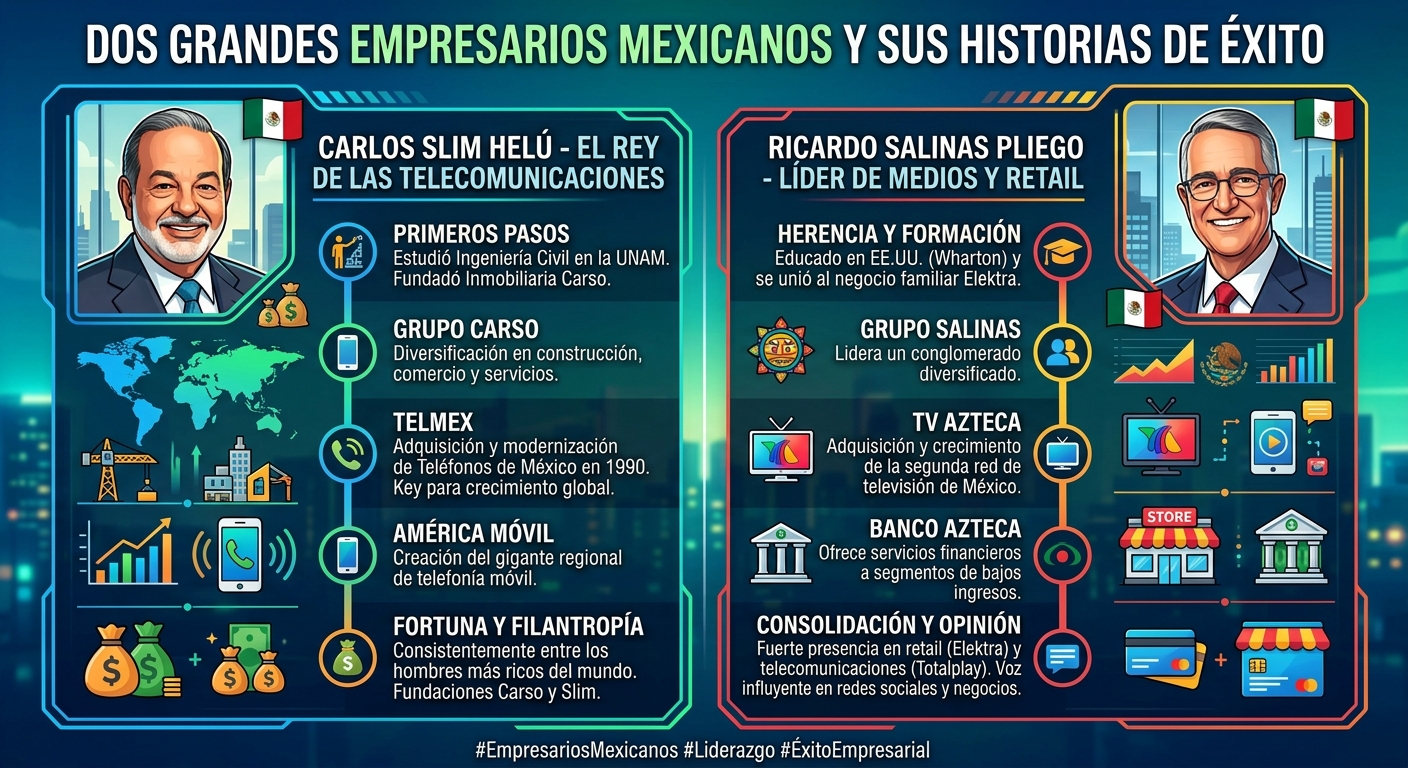 DOS GRANDES EMPRESARIOS MEXICANOS Y SUS HISTORIAS DE ÉXITO
CARLOS SLIM HELÚ - EL REY
DE LAS TELECOMUNICACIONES
PRIMEROS PASOS
Estudió Ingeniería Civil en la UNAM.
Fundadó Inmobiliaria Carso.
GRUPO CARSO
Diversificación en construcción,
comercio y servicios.
TELMEX
Adquisición y modernización
de Teléfonos de México en 1990.
Key para crecimiento global.
AMÉRICA MÓVIL
Creación del gigante regional
de telefonía móvil.
FORTUNA Y FILANTROPÍA
Consistentemente entre los
hombres más ricos del mundo.
Fundaciones Carso y Slim.
RICARDO SALINAS PLIEGO
- LÍDER DE MEDIOS Y RETAIL
HERENCIA Y FORMACIÓN
Educado en EE.UU. (Wharton) y
se unió al negocio familiar Elektra.
GRUPO SALINAS
Lidera un conglomerado
diversificado.
TV AZTECA
Adquisición y crecimiento
de la segunda red de
televisión de México.
BANCO AZTECA
Ofrece servicios financieros
a segmentos de bajos
ingresos.
CONSOLIDACIÓN Y OPINIÓN
Fuerte presencia en retail (Elektra) y
telecomunicaciones (Totalplay). Voz
influyente en redes sociales y negocios.
STORE
#EmpresariosMexicanos #Liderazgo #ÉxitoEmpresarial